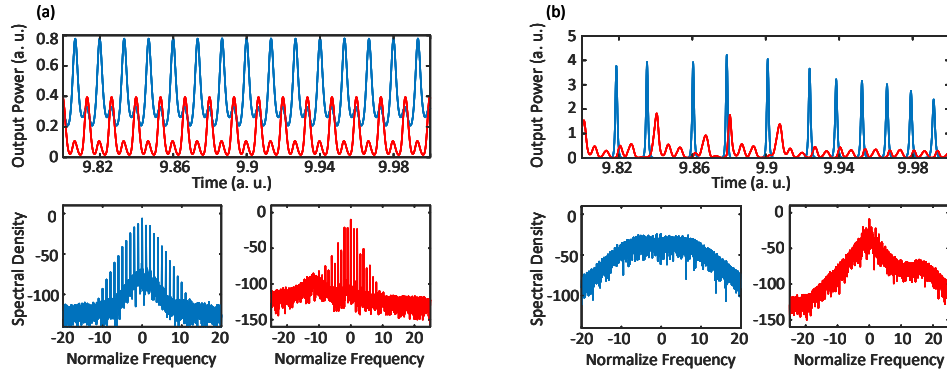 (a)
Output Power (a. u.)
0.8
0.6
0.4
0.2
0
9.82 9.86 9.9 9.94 9.98
Time (a. u.)
Spectral Density
0
-50
-100
-20 -10 0 10 20
Normalize Frequency
0
-50
-100
-150
-20 -10 0 10 20
Normalize Frequency
(b)
Output Power (a. u.)
5
4
3
2
1
0
9.82 9.86 9.9 9.94 9.98
Time (a. u.)
Spectral Density
0
-50
-100
-20 -10 0 10 20
Normalize Frequency
0
-50
-100
-150
-20 -10 0 10 20
Normalize Frequency